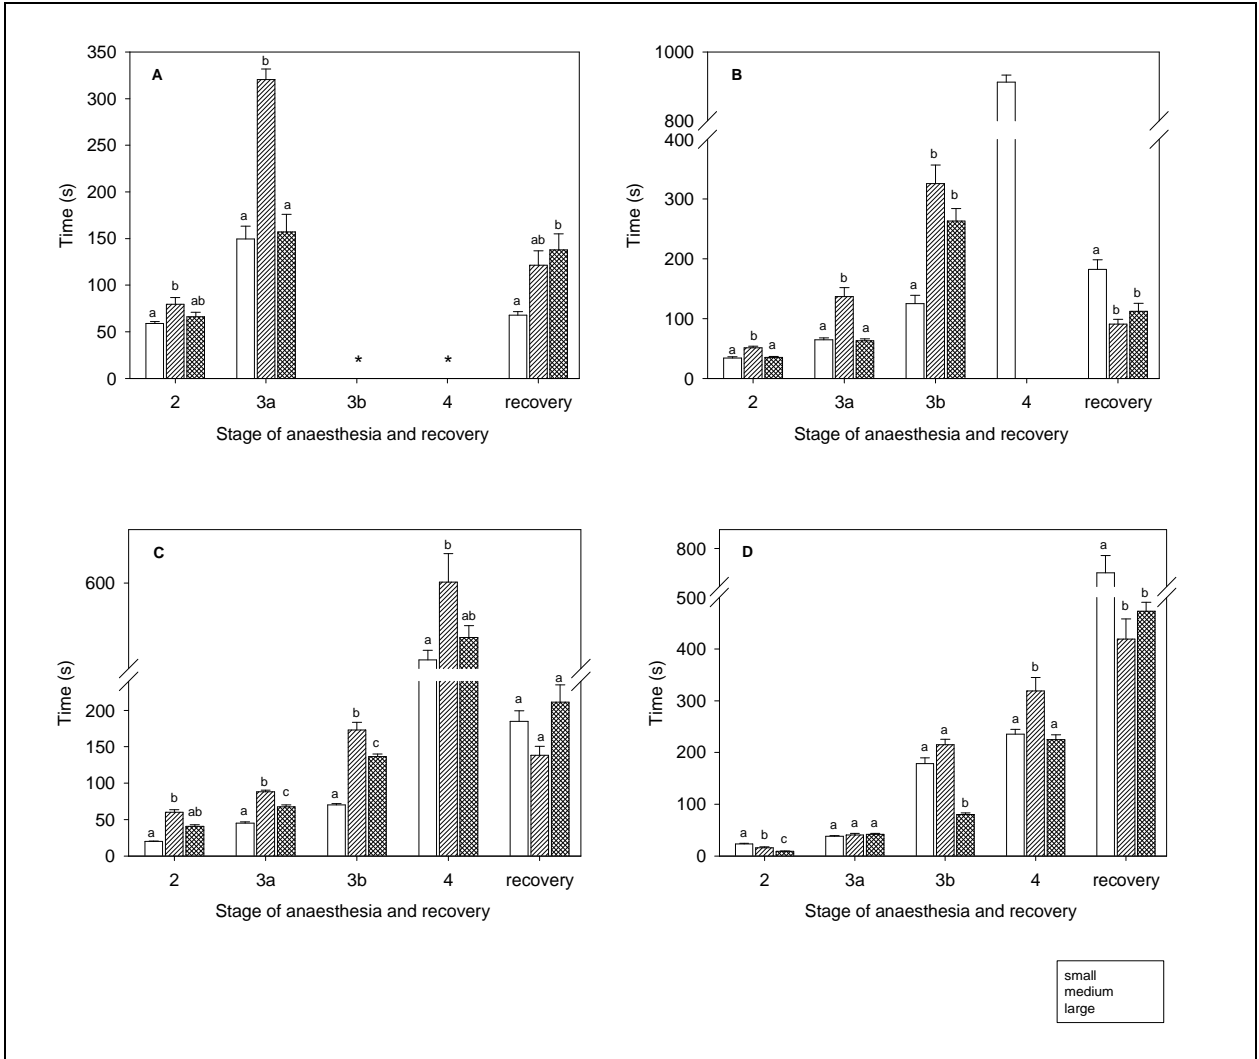 A
350
300
250
200
150
100
50
0
Time (s)
a b ab
a b a
*
*
a ab b
2 3a 3b 4 recovery
Stage of anaesthesia and recovery
B
1000
800
400
300
200
100
0
Time (s)
a b a
a b a
a b b
a b b
2 3a 3b 4 recovery
Stage of anaesthesia and recovery
C
600
200
150
100
50
0
Time (s)
a b ab
a b c
a b c
a b ab
a a a
2 3a 3b 4 recovery
Stage of anaesthesia and recovery
D
800
500
400
300
200
100
0
Time (s)
a b c
a a a
a a b
a b a
a b b
2 3a 3b 4 recovery
Stage of anaesthesia and recovery
small
medium
large